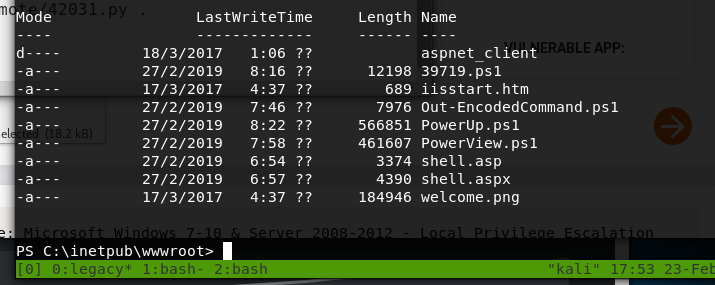 mote/42031.py .
Mode                LastWriteTime     Length Name
----                -------------     ------ ----
d----         18/3/2017   1:06 ??            aspnet_client
VULNERABLE APP:
-a---         27/2/2019   8:16 ??      12198 39719.ps1
-a---         17/3/2017   4:37 ??        689 iisstart.htm
-a---         27/2/2019   7:46 ??       7976 Out-EncodedCommand.ps1
-a---         27/2/2019   8:22 ??     566851 PowerUp.ps1
elected (18.2 kB)
-a---         27/2/2019   7:58 ??     461607 PowerView.ps1
-a---         27/2/2019   6:54 ??       3374 shell.asp
-a---         27/2/2019   6:57 ??       4390 shell.aspx
-a---         17/3/2017   4:37 ??     184946 welcome.png
e: Microsoft Windows 7-10 & Server 2008-2012 - Local Privilege Escalation
PS C:\inetpub\wwwroot>
[0] 0:legacy* 1:bash- 2:bash "kali" 17:53 23-Feb